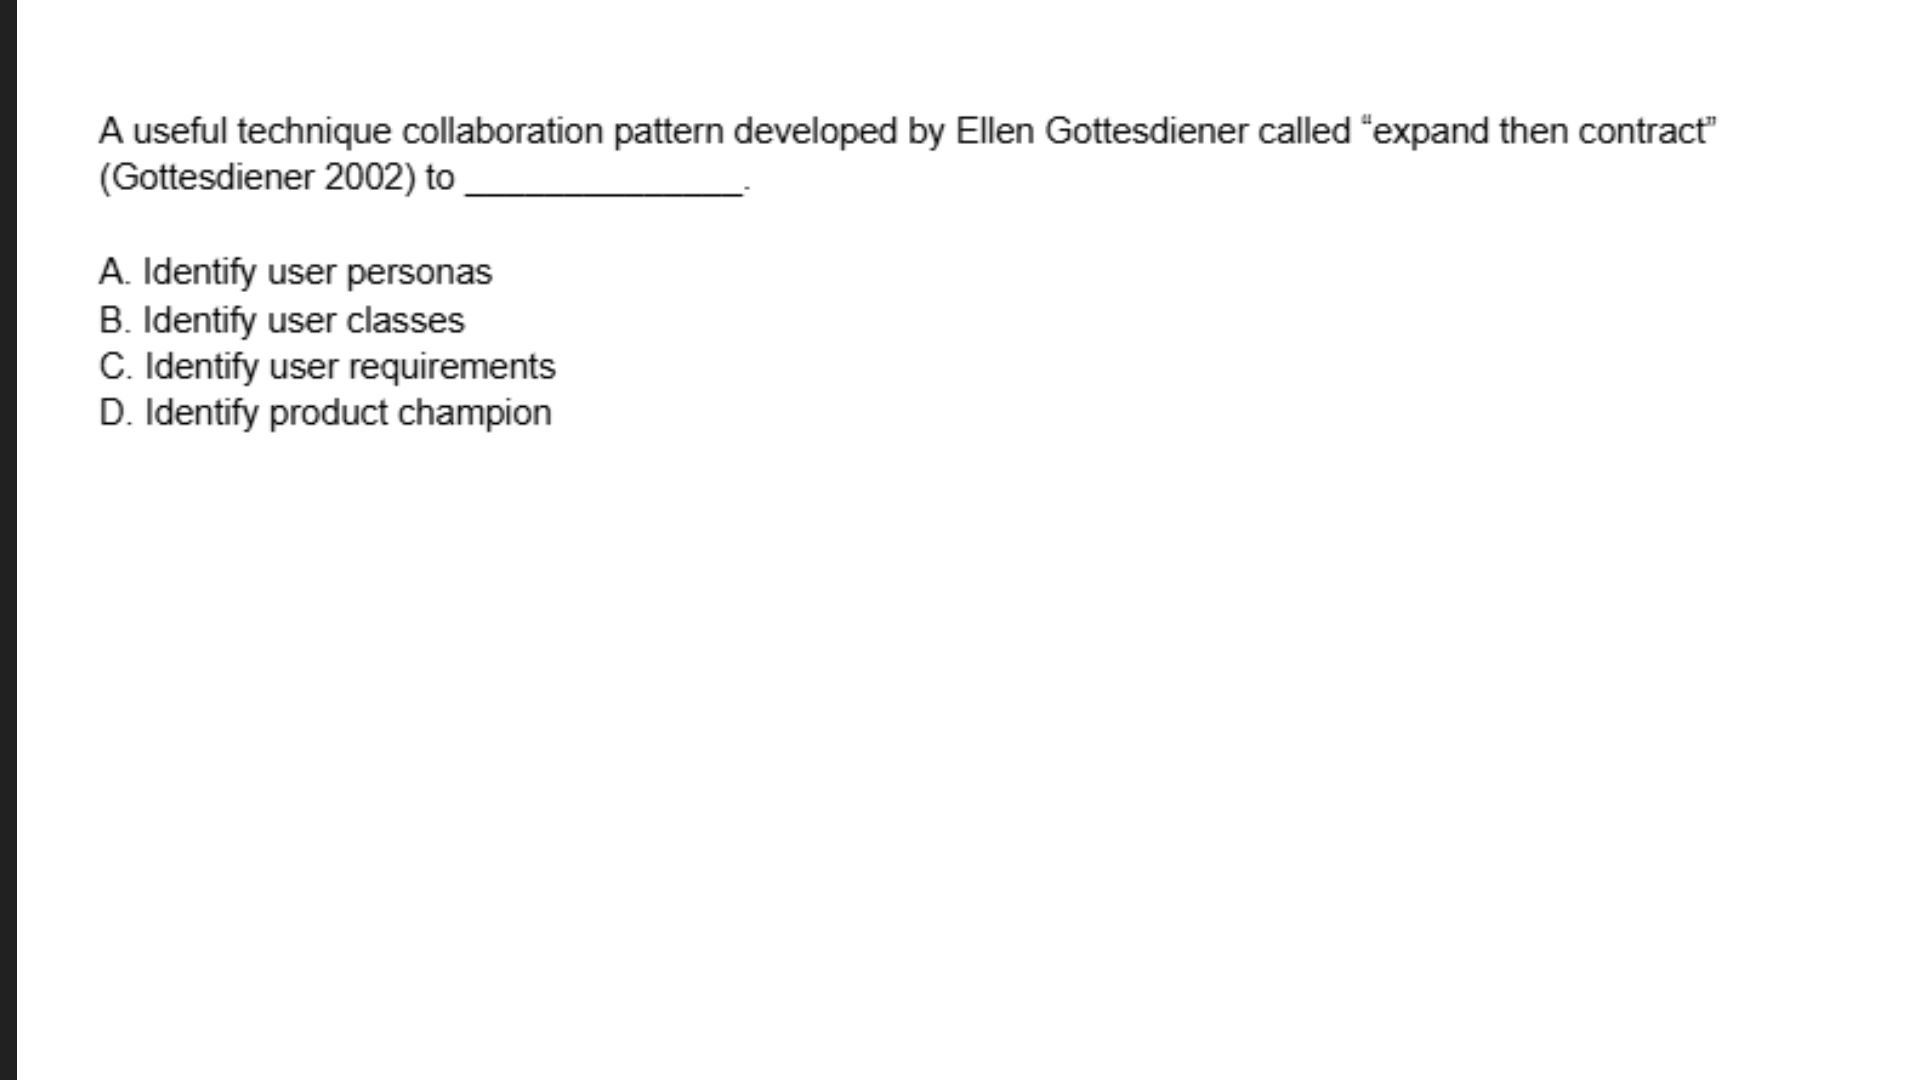 A useful technique collaboration pattern developed by Ellen Gottesdiener called “expand then contract”
(Gottesdiener 2002) to ______________.
A. Identify user personas
B. Identify user classes
C. Identify user requirements
D. Identify product champion